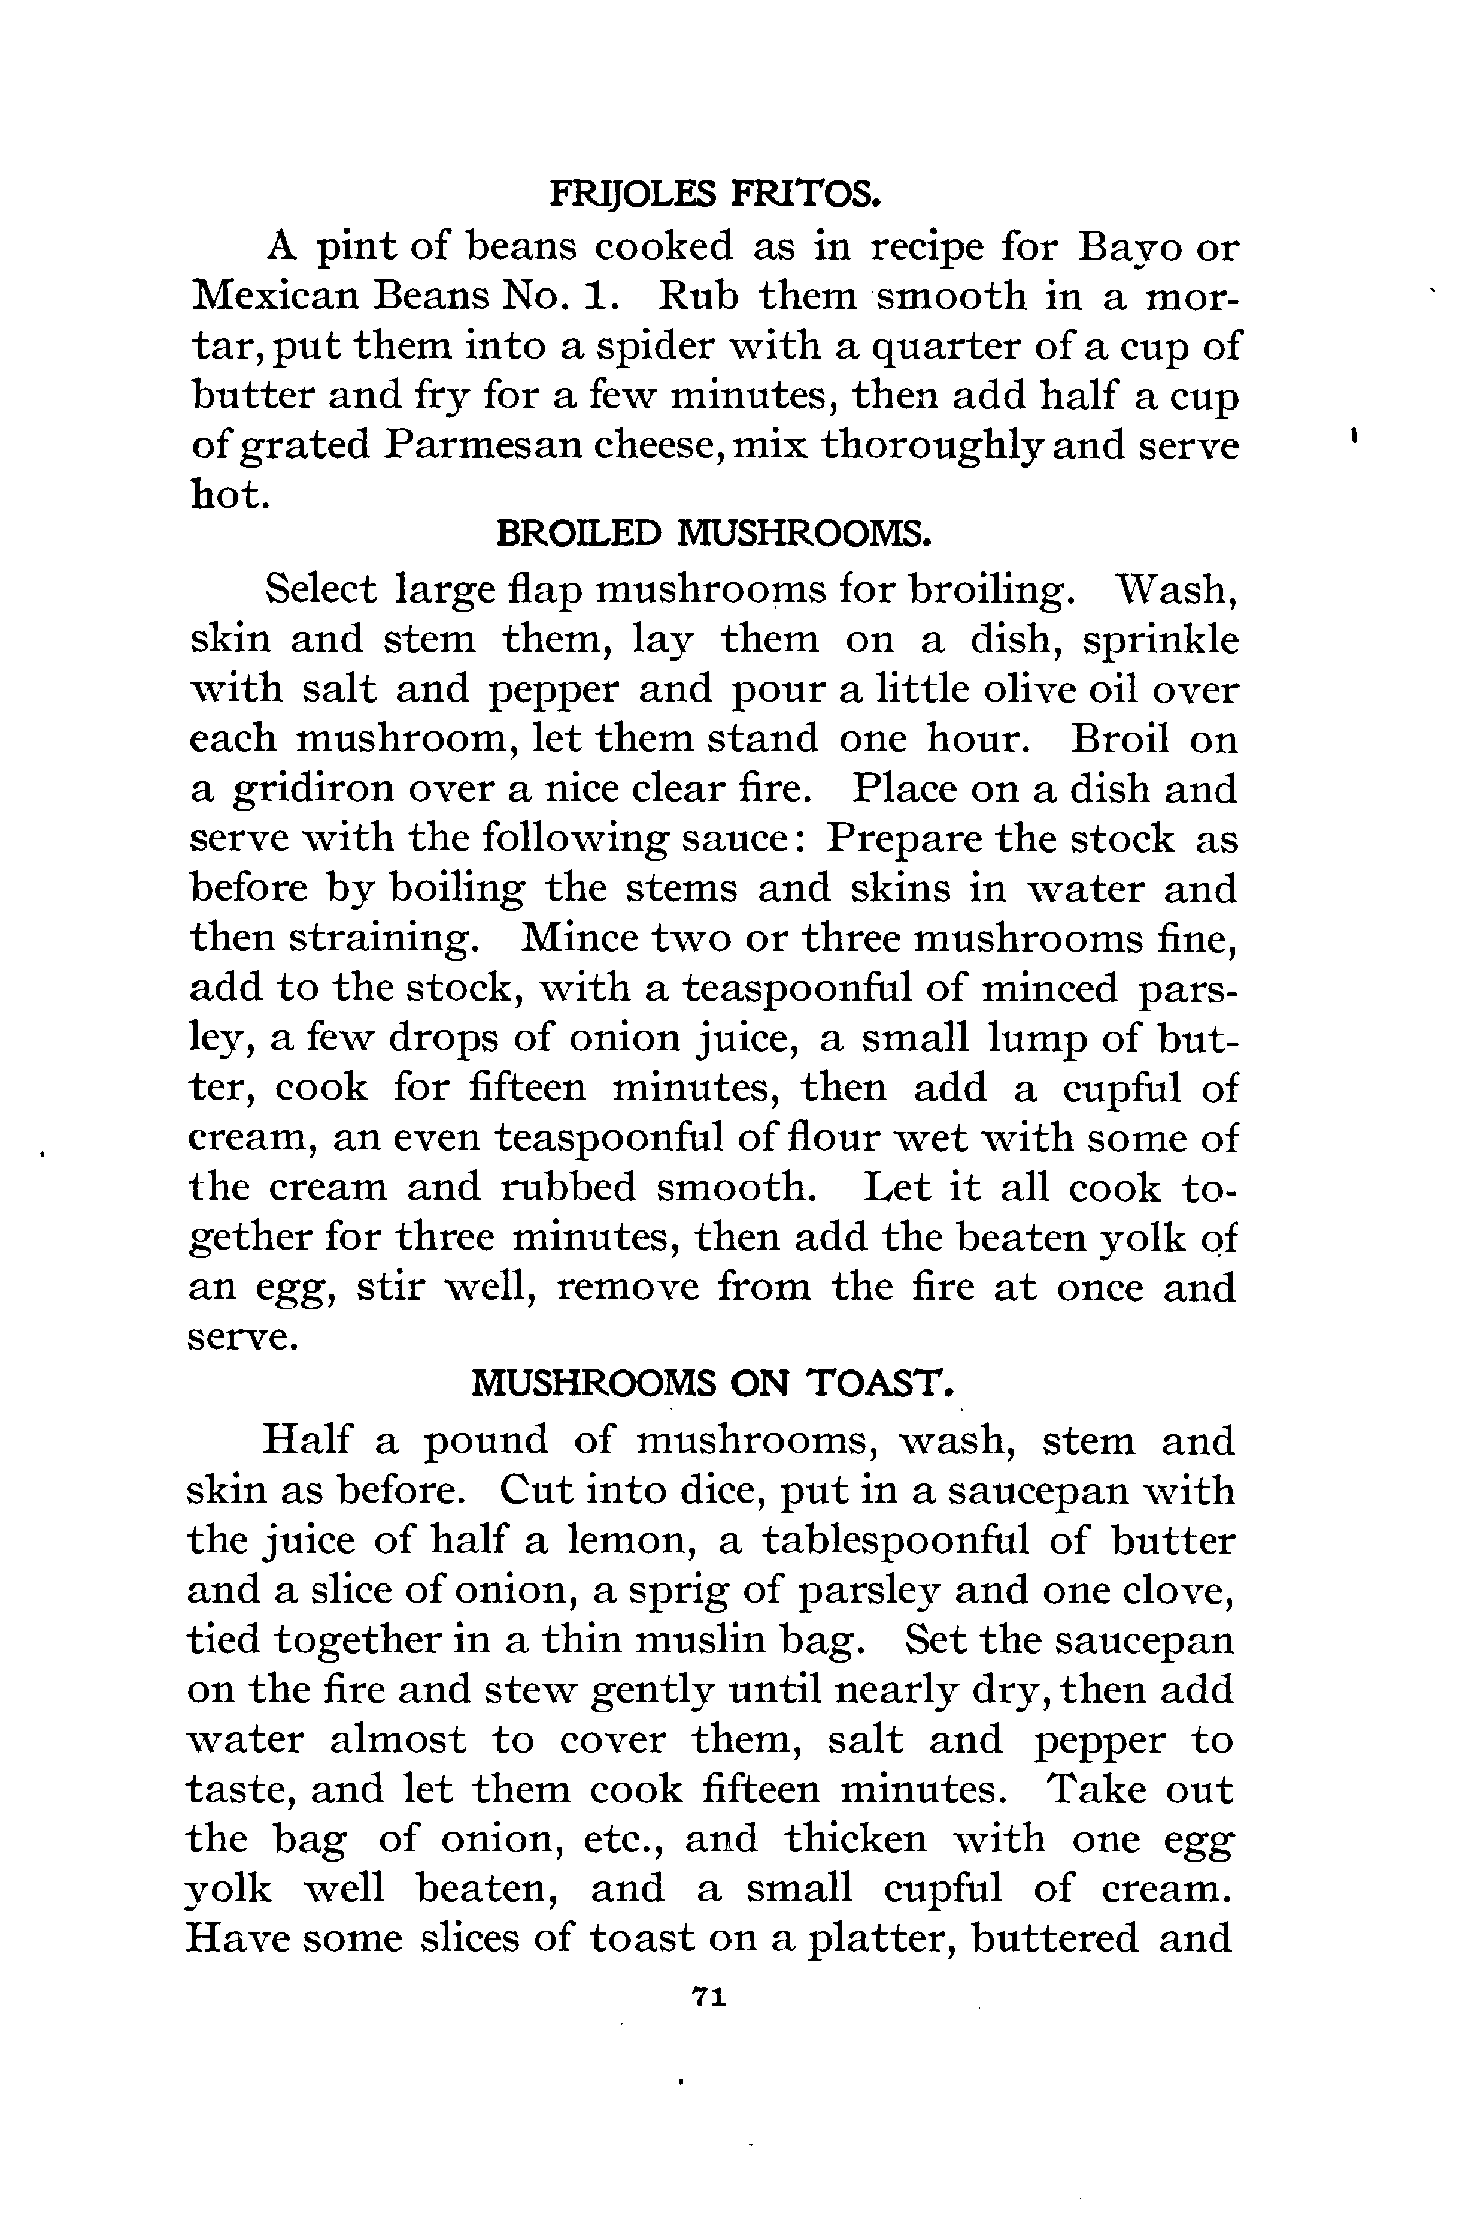 FRIJOLES FRITOS.
A pint of beans cooked as in recipe for Bayo or
Mexican Beans No. 1. Rub them smooth in a mor-
tar, put them into a spider with a quarter of a cup of
butter and fry for a few minutes, then add half a cup
of grated Parmesan cheese, mix thoroughly and serve
hot.
BROILED MUSHROOMS.
Select large flap mushrooms for broiling. Wash,
skin and stem them, lay them on a dish, sprinkle
with salt and pepper and pour a little olive oil over
each mushroom, let them stand one hour. Broil on
a gridiron over a nice clear fire. Place on a dish and
serve with the following sauce: Prepare the stock as
before by boiling the stems and skins in water and
then straining. Mince two or three mushrooms fine,
add to the stock, with a teaspoonful of minced pars-
ley, a few drops of onion juice, a small lump of but-
ter, cook for fifteen minutes, then add a cupful of
cream, an even teaspoonful of flour wet with some of
the cream and rubbed smooth. Let it all cook to-
gether for three minutes, then add the beaten yolk of
an egg, stir well, remove from the fire at once and
serve.
MUSHROOMS ON TOAST.
Half a pound of mushrooms, wash, stem and
skin as before. Cut into dice, put in a saucepan with
the juice of half a lemon, a tablespoonful of butter
and a slice of onion, a sprig of parsley and one clove,
tied together in a thin muslin bag. Set the saucepan
on the fire and stew gently until nearly dry, then add
water almost to cover them, salt and pepper to
taste, and let them cook fifteen minutes. Take out
the bag of onion, etc., and thicken with one egg
yolk well beaten, and a small cupful of cream.
Have some slices of toast on a platter, buttered and
71